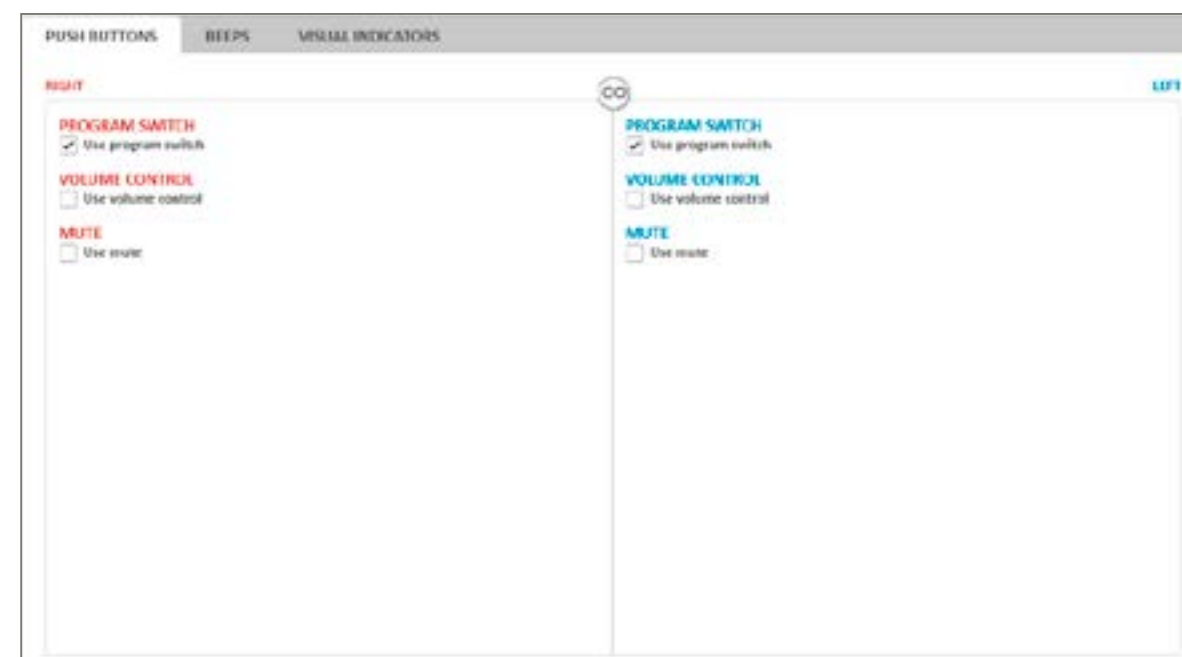 PUSH BUTTONS BEEPS VISUAL INDICATORS
RIGHT LEFT
PROGRAM SWITCH
Use program switch
VOLUME CONTROL
Use volume control
MUTE
Use mute
PROGRAM SWITCH
Use program switch
VOLUME CONTROL
Use volume control
MUTE
Use mute